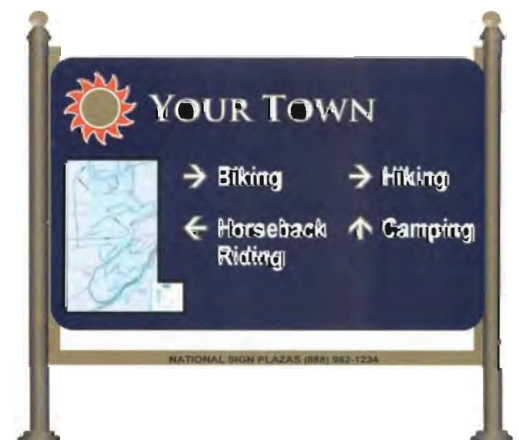 YOUR TOWN
→ Biking
→ Hiking
← Horseback
Riding
↑ Camping
NATIONAL SIGN PLAZAS (888) 982-1234